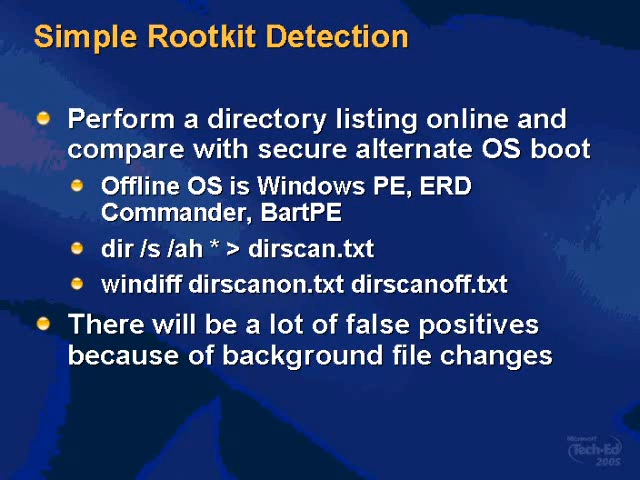 Simple Rootkit Detection
Perform a directory listing online and
compare with secure alternate OS boot
Offline OS is Windows PE, ERD
Commander, BartPE
dir /s /ah * > dirscan.txt
windiff dirscanon.txt dirscanoff.txt
There will be a lot of false positives
because of background file changes
Microsoft
Tech·Ed
2005